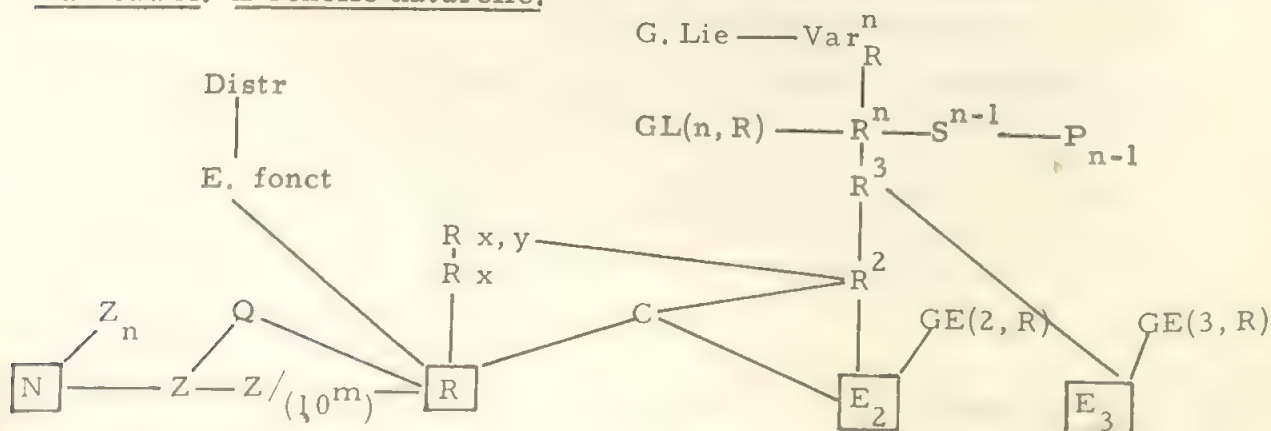 G. Lie Var^n_R
Distr
GL(n, R) R^n S^{n-1} P_{n-1}
E. fonct
R^3
R x, y
R x
R^2
Z_n Q C GE(2, R) GE(3, R)
N Z Z/(10^m) R E_2 E_3